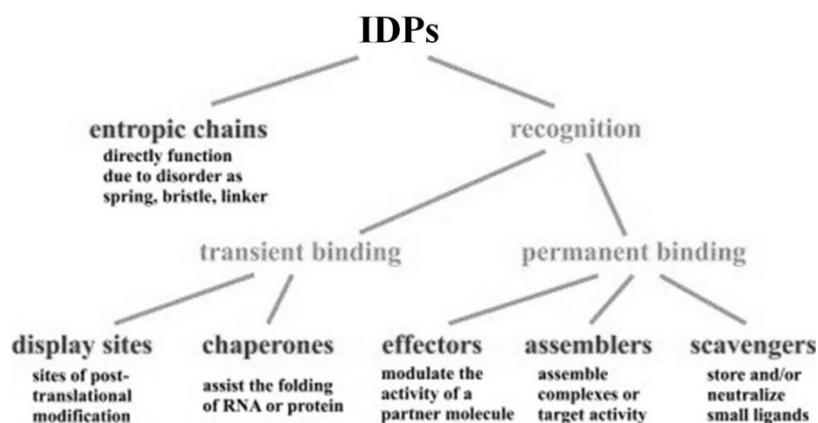 IDPs
entropic chains
directly function
due to disorder as
spring, bristle, linker
recognition
transient binding
permanent binding
display sites
sites of post-
translational
modification
chaperones
assist the folding
of RNA or protein
effectors
modulate the
activity of a
partner molecule
assemblers
assemble
complexes or
target activity
scavengers
store and/or
neutralize
small ligands